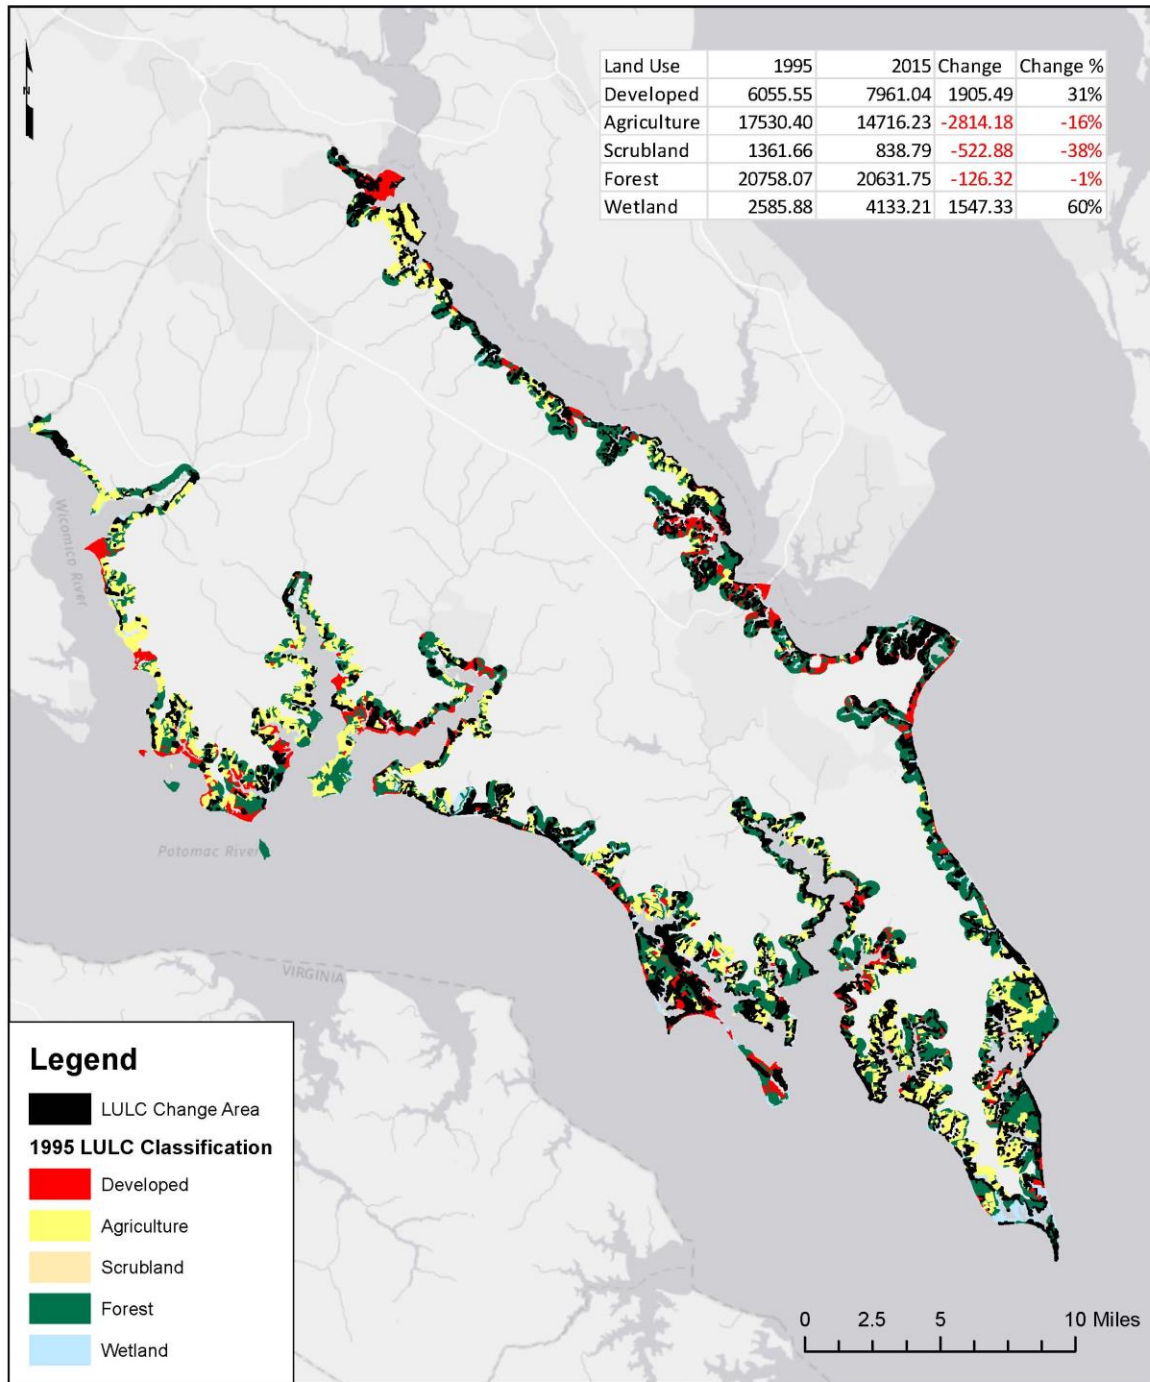 N
Land Use 1995 2015 Change Change %
Developed 6055.55 7961.04 1905.49 31%
Agriculture 17530.40 14716.23 -2814.18 -16%
Scrubland 1361.66 838.79 -522.88 -38%
Forest 20758.07 20631.75 -126.32 -1%
Wetland 2585.88 4133.21 1547.33 60%
Wicomico River
Potomac River
VIRGINIA
Legend
LULC Change Area
1995 LULC Classification
Developed
Agriculture
Scrubland
Forest
Wetland
0 2.5 5 10 Miles